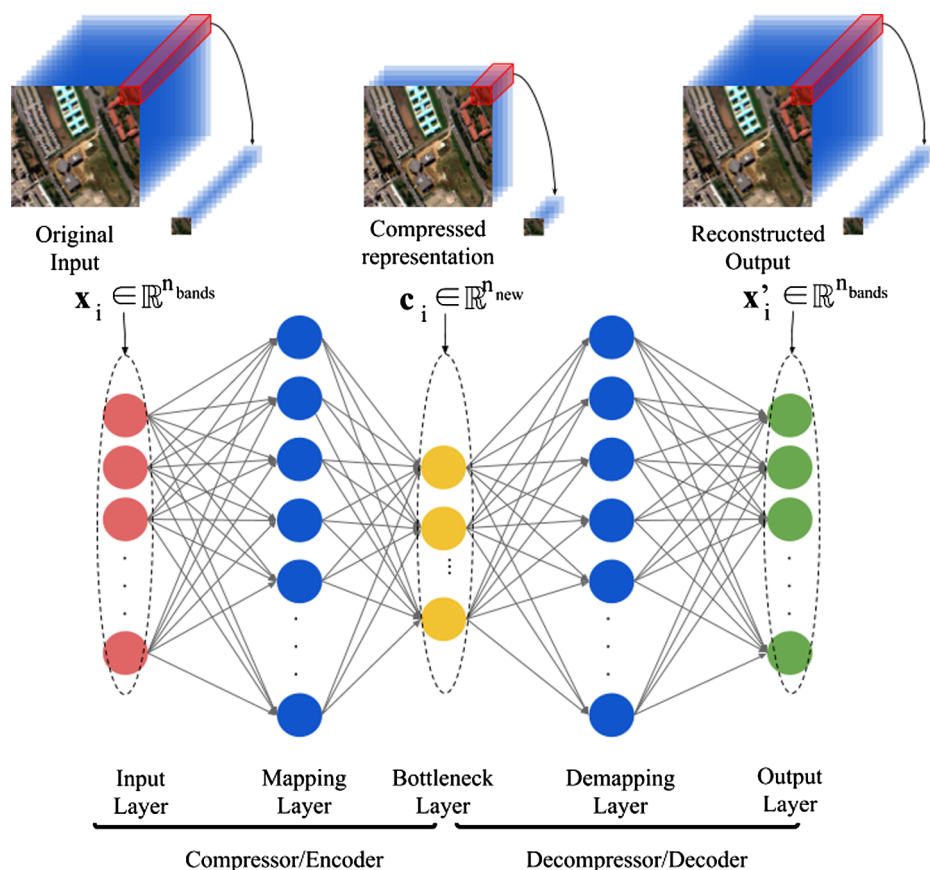 Original
Input
Compressed
representation
Reconstructed
Output
x i ∈ ℝ n bands
c i ∈ ℝ n new
x' i ∈ ℝ n bands
Input
Layer
Mapping
Layer
Bottleneck
Layer
Demapping
Layer
Output
Layer
Compressor/Encoder
Decompressor/Decoder